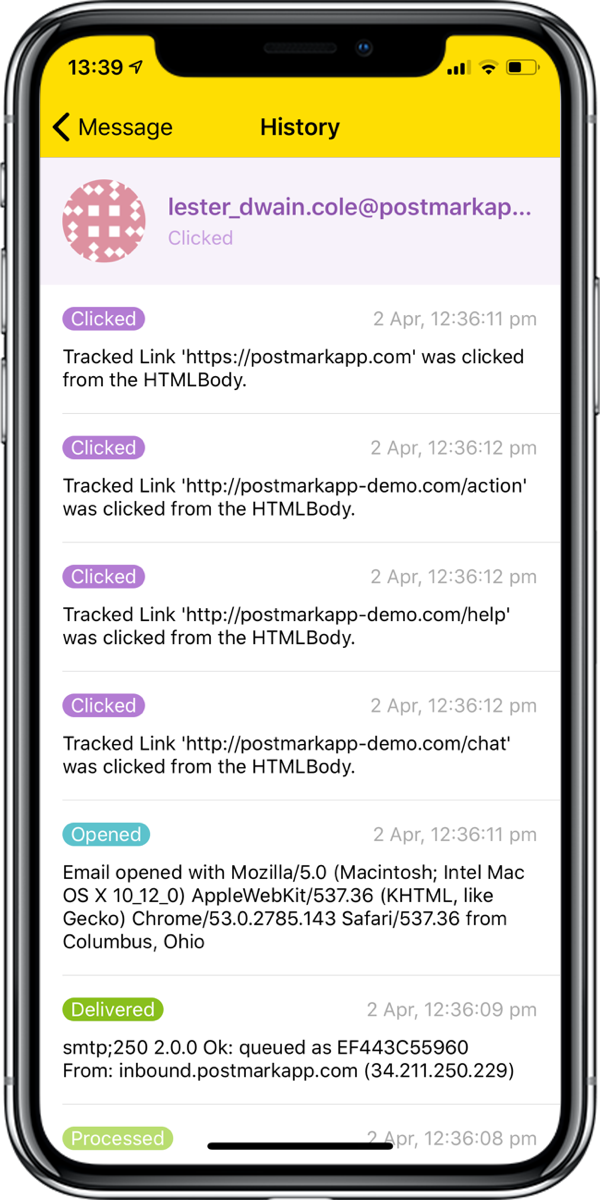 13:39
Message
History
lester_dwain.cole@postmarkap...
Clicked
Clicked 2 Apr, 12:36:11 pm
Tracked Link 'https://postmarkapp.com' was clicked
from the HTMLBody.
Clicked 2 Apr, 12:36:12 pm
Tracked Link 'http://postmarkapp-demo.com/action'
was clicked from the HTMLBody.
Clicked 2 Apr, 12:36:12 pm
Tracked Link 'http://postmarkapp-demo.com/help'
was clicked from the HTMLBody.
Clicked 2 Apr, 12:36:12 pm
Tracked Link 'http://postmarkapp-demo.com/chat'
was clicked from the HTMLBody.
Opened 2 Apr, 12:36:11 pm
Email opened with Mozilla/5.0 (Macintosh; Intel Mac
OS X 10_12_0) AppleWebKit/537.36 (KHTML, like
Gecko) Chrome/53.0.2785.143 Safari/537.36 from
Columbus, Ohio
Delivered 2 Apr, 12:36:09 pm
smtp;250 2.0.0 Ok: queued as EF443C55960
From: inbound.postmarkapp.com (34.211.250.229)
Processed 2 Apr, 12:36:08 pm